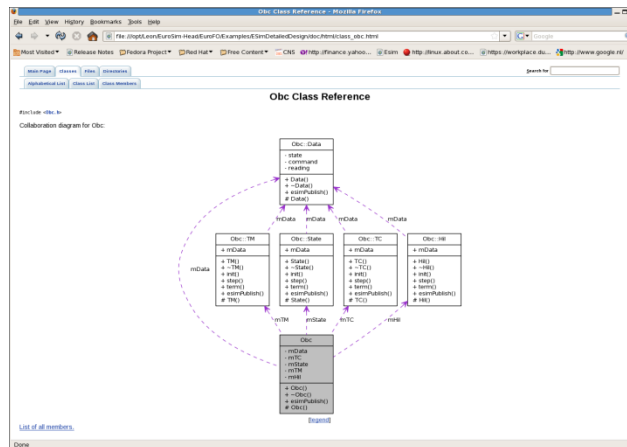 Obc Class Reference - Mozilla Firefox
File Edit View History Bookmarks Tools Help
file:///opt/Leon/EuroSim-Head/EuroFO/Examples/ESimDetailedDesign/doc/html/class_obc.html
Google
Most Visited Release Notes Fedora Project Red Hat Free Content CNS http://finance.yahoo... Esim http://linux.about.co... https://workplace.du... http://www.google.nl/
Main Page Classes Files Directories
Search for
Alphabetical List Class List Class Members
Obc Class Reference
#include <Obc.h>
Collaboration diagram for Obc:
Obc::Data
- state
- command
- reading
+ Data()
+ ~Data()
+ esimPublish()
# Data()
mData mData mData mData
mData
Obc::TM
+ mData
+ TM()
+ ~TM()
+ init()
+ step()
+ term()
+ esimPublish()
# TM()
Obc::State
+ mData
+ State()
+ ~State()
+ init()
+ step()
+ term()
+ esimPublish()
# State()
Obc::TC
+ mData
+ TC()
+ ~TC()
+ init()
+ step()
+ term()
+ esimPublish()
# TC()
Obc::Hil
+ mData
+ Hil()
+ ~Hil()
+ init()
+ step()
+ term()
+ esimPublish()
# Hil()
mTM mState mTC mHil
Obc
- mData
- mTC
- mState
- mTM
- mHil
+ Obc()
+ ~Obc()
+ esimPublish()
# Obc()
[legend]
List of all members.
Done